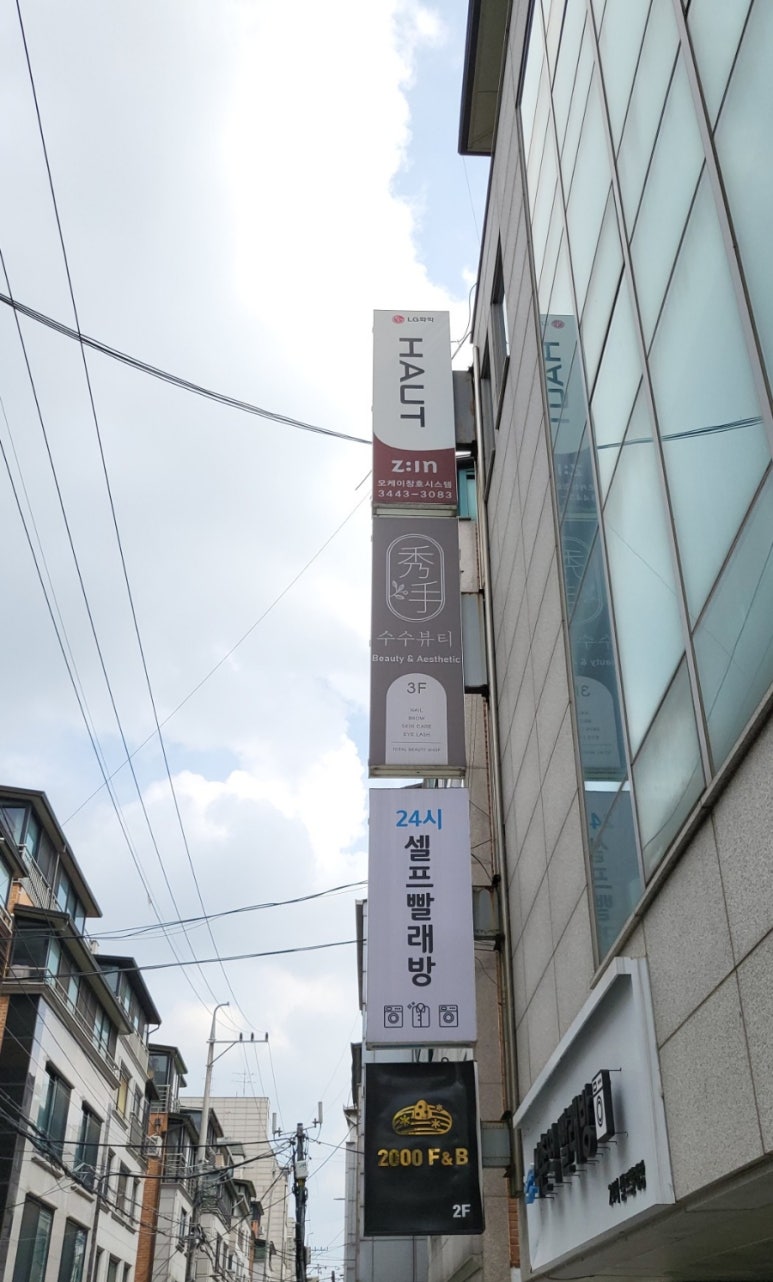 LG화학
HAUT
z:in
오케이창호시스템
3443-3083
秀手
수수뷰티
Beauty & Aesthetic
3F
NAIL
SKIN CARE
EYE LASH
TOTAL BEAUTY SHOP
24시
셀프빨래방
2000 F&B
2F